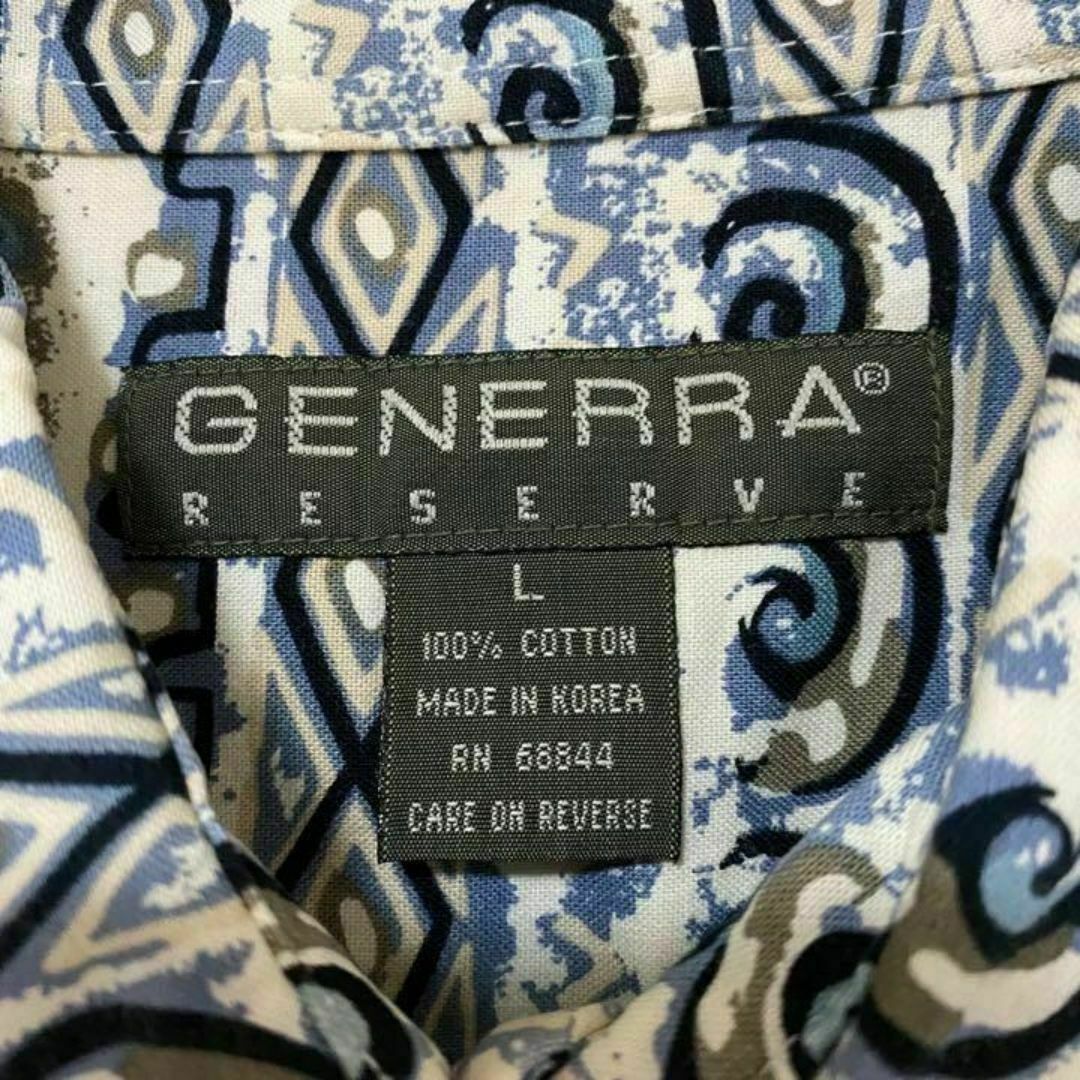 GENERRA®
RESERVE
L
100% COTTON
MADE IN KOREA
RN 68844
CARE ON REVERSE